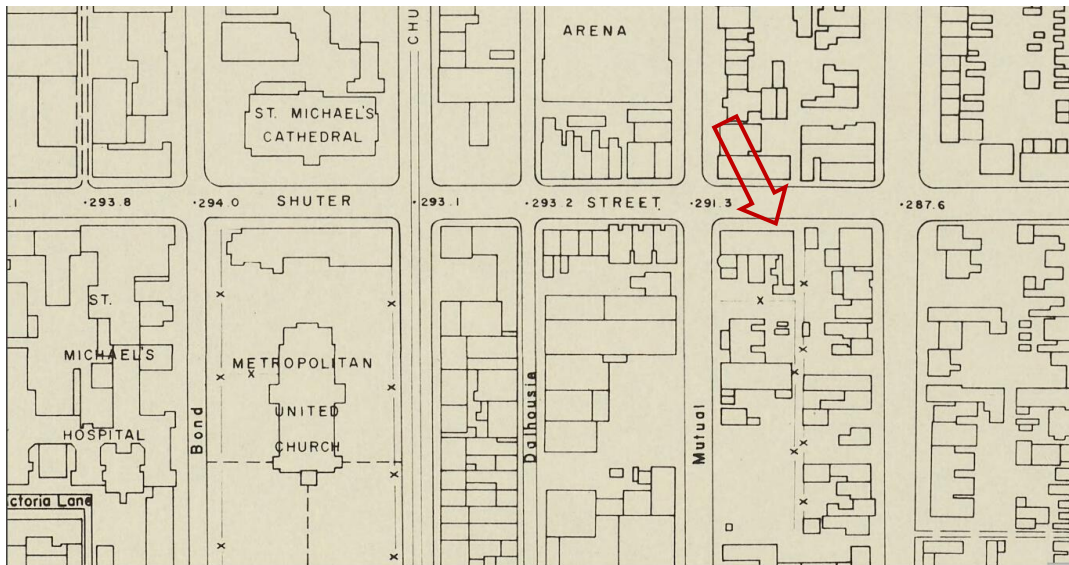 CHU
ARENA
ST. MICHAEL'S
CATHEDRAL
.1
·293.8
·294.0
SHUTER
·293.1
·293.2
STREET
·291.3
·287.6
ST.
MICHAEL'S
HOSPITAL
METROPOLITAN
UNITED
CHURCH
Bond
Dalhousie
Mutual
ictoria Lane